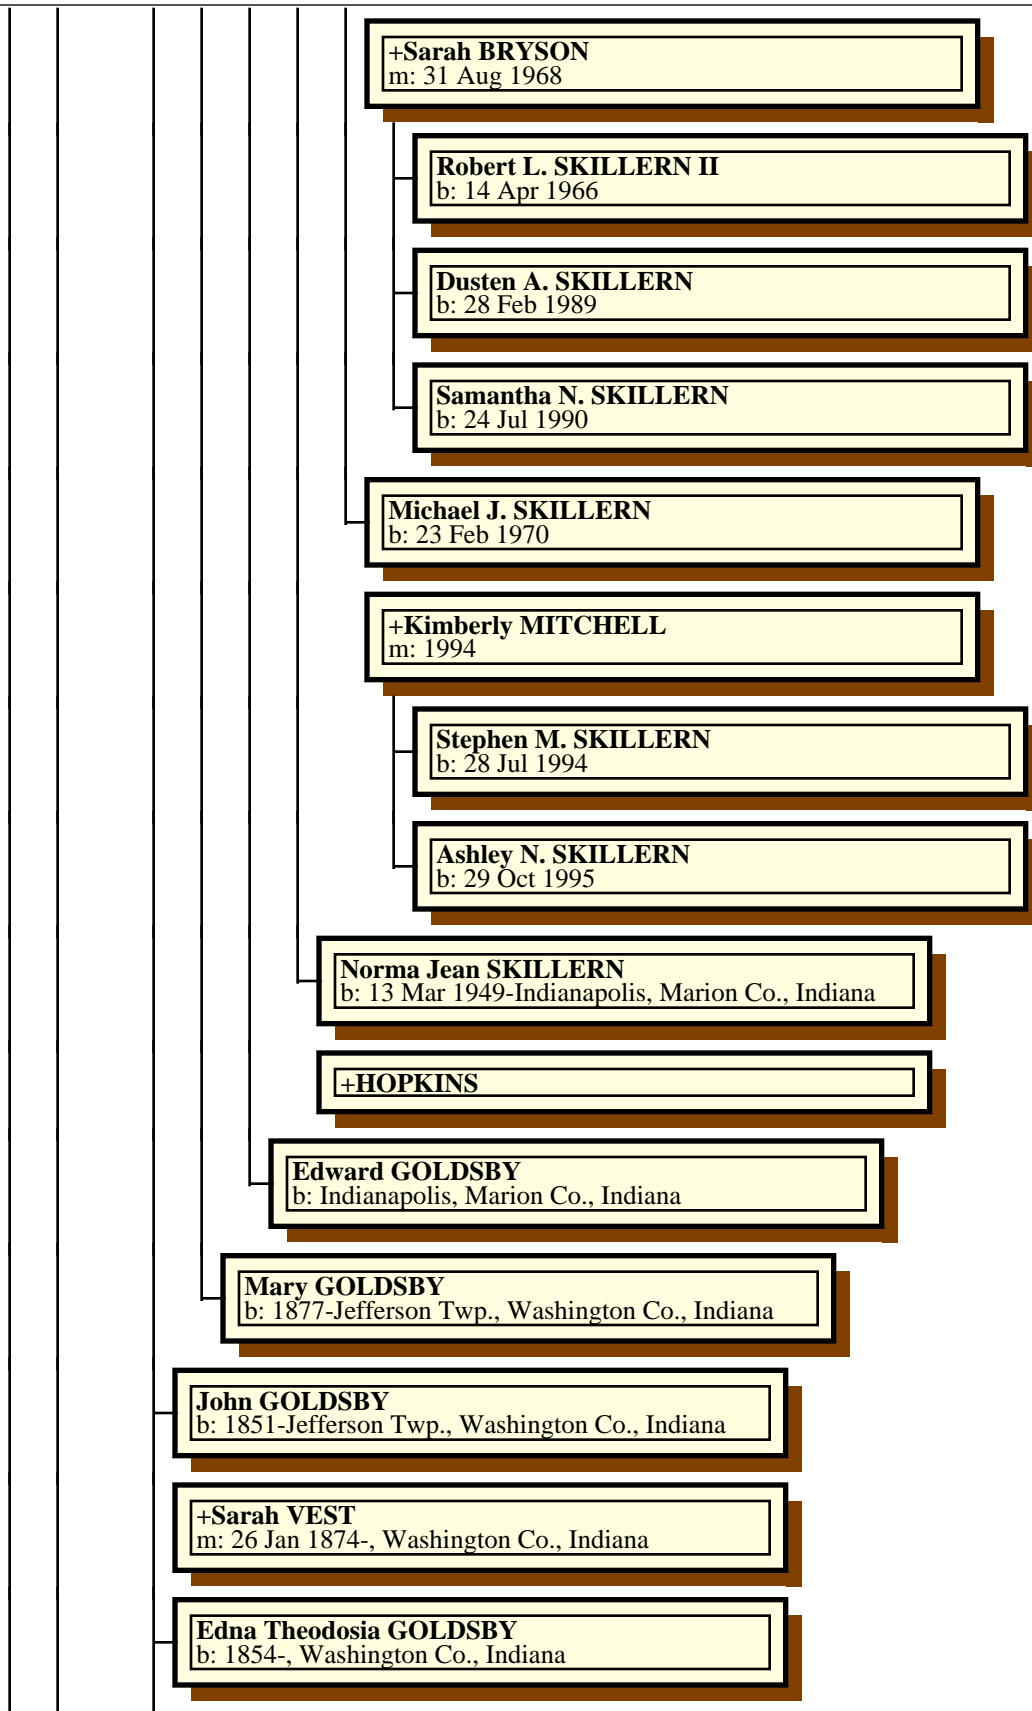 +Sarah BRYSON
m: 31 Aug 1968
Robert L. SKILLERN II
b: 14 Apr 1966
Dusten A. SKILLERN
b: 28 Feb 1989
Samantha N. SKILLERN
b: 24 Jul 1990
Michael J. SKILLERN
b: 23 Feb 1970
+Kimberly MITCHELL
m: 1994
Stephen M. SKILLERN
b: 28 Jul 1994
Ashley N. SKILLERN
b: 29 Oct 1995
Norma Jean SKILLERN
b: 13 Mar 1949-Indianapolis, Marion Co., Indiana
+HOPKINS
Edward GOLDSBY
b: Indianapolis, Marion Co., Indiana
Mary GOLDSBY
b: 1877-Jefferson Twp., Washington Co., Indiana
John GOLDSBY
b: 1851-Jefferson Twp., Washington Co., Indiana
+Sarah VEST
m: 26 Jan 1874-, Washington Co., Indiana
Edna Theodosia GOLDSBY
b: 1854-, Washington Co., Indiana